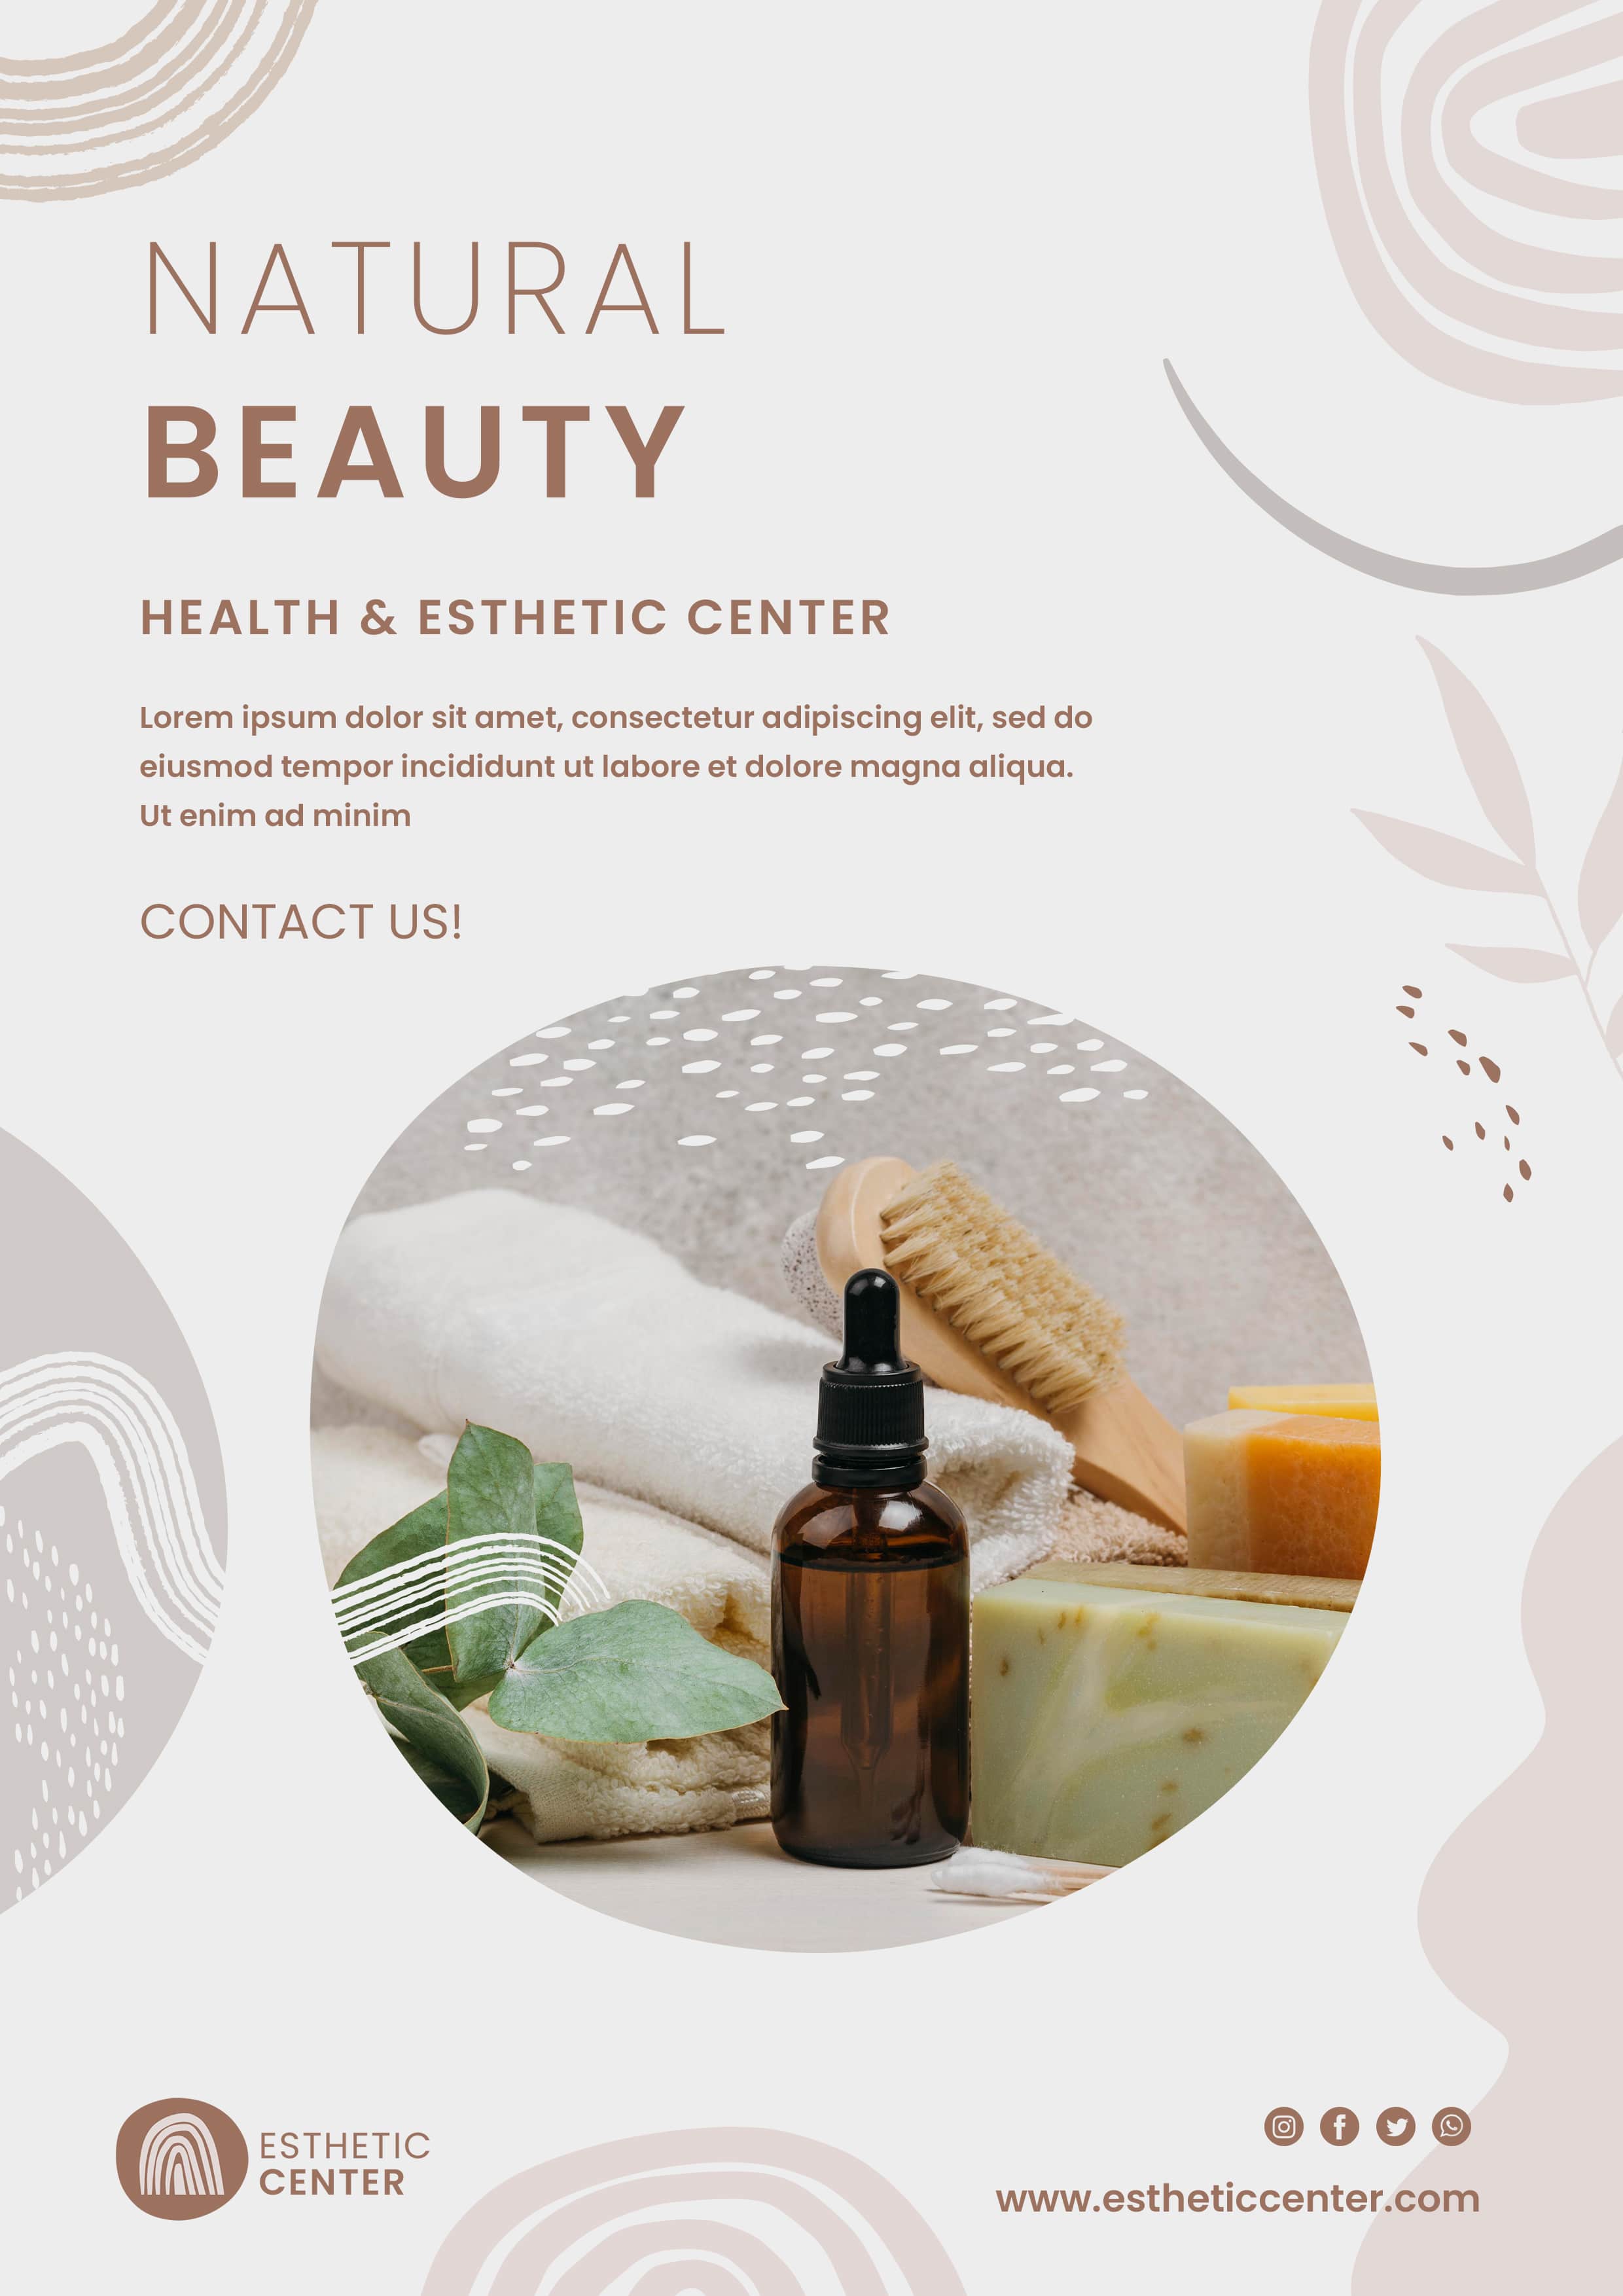 NATURAL
BEAUTY
HEALTH & ESTHETIC CENTER
Lorem ipsum dolor sit amet, consectetur adipiscing elit, sed do
eiusmod tempor incididunt ut labore et dolore magna aliqua.
Ut enim ad minim
CONTACT US!
ESTHETIC
CENTER
www.estheticcenter.com